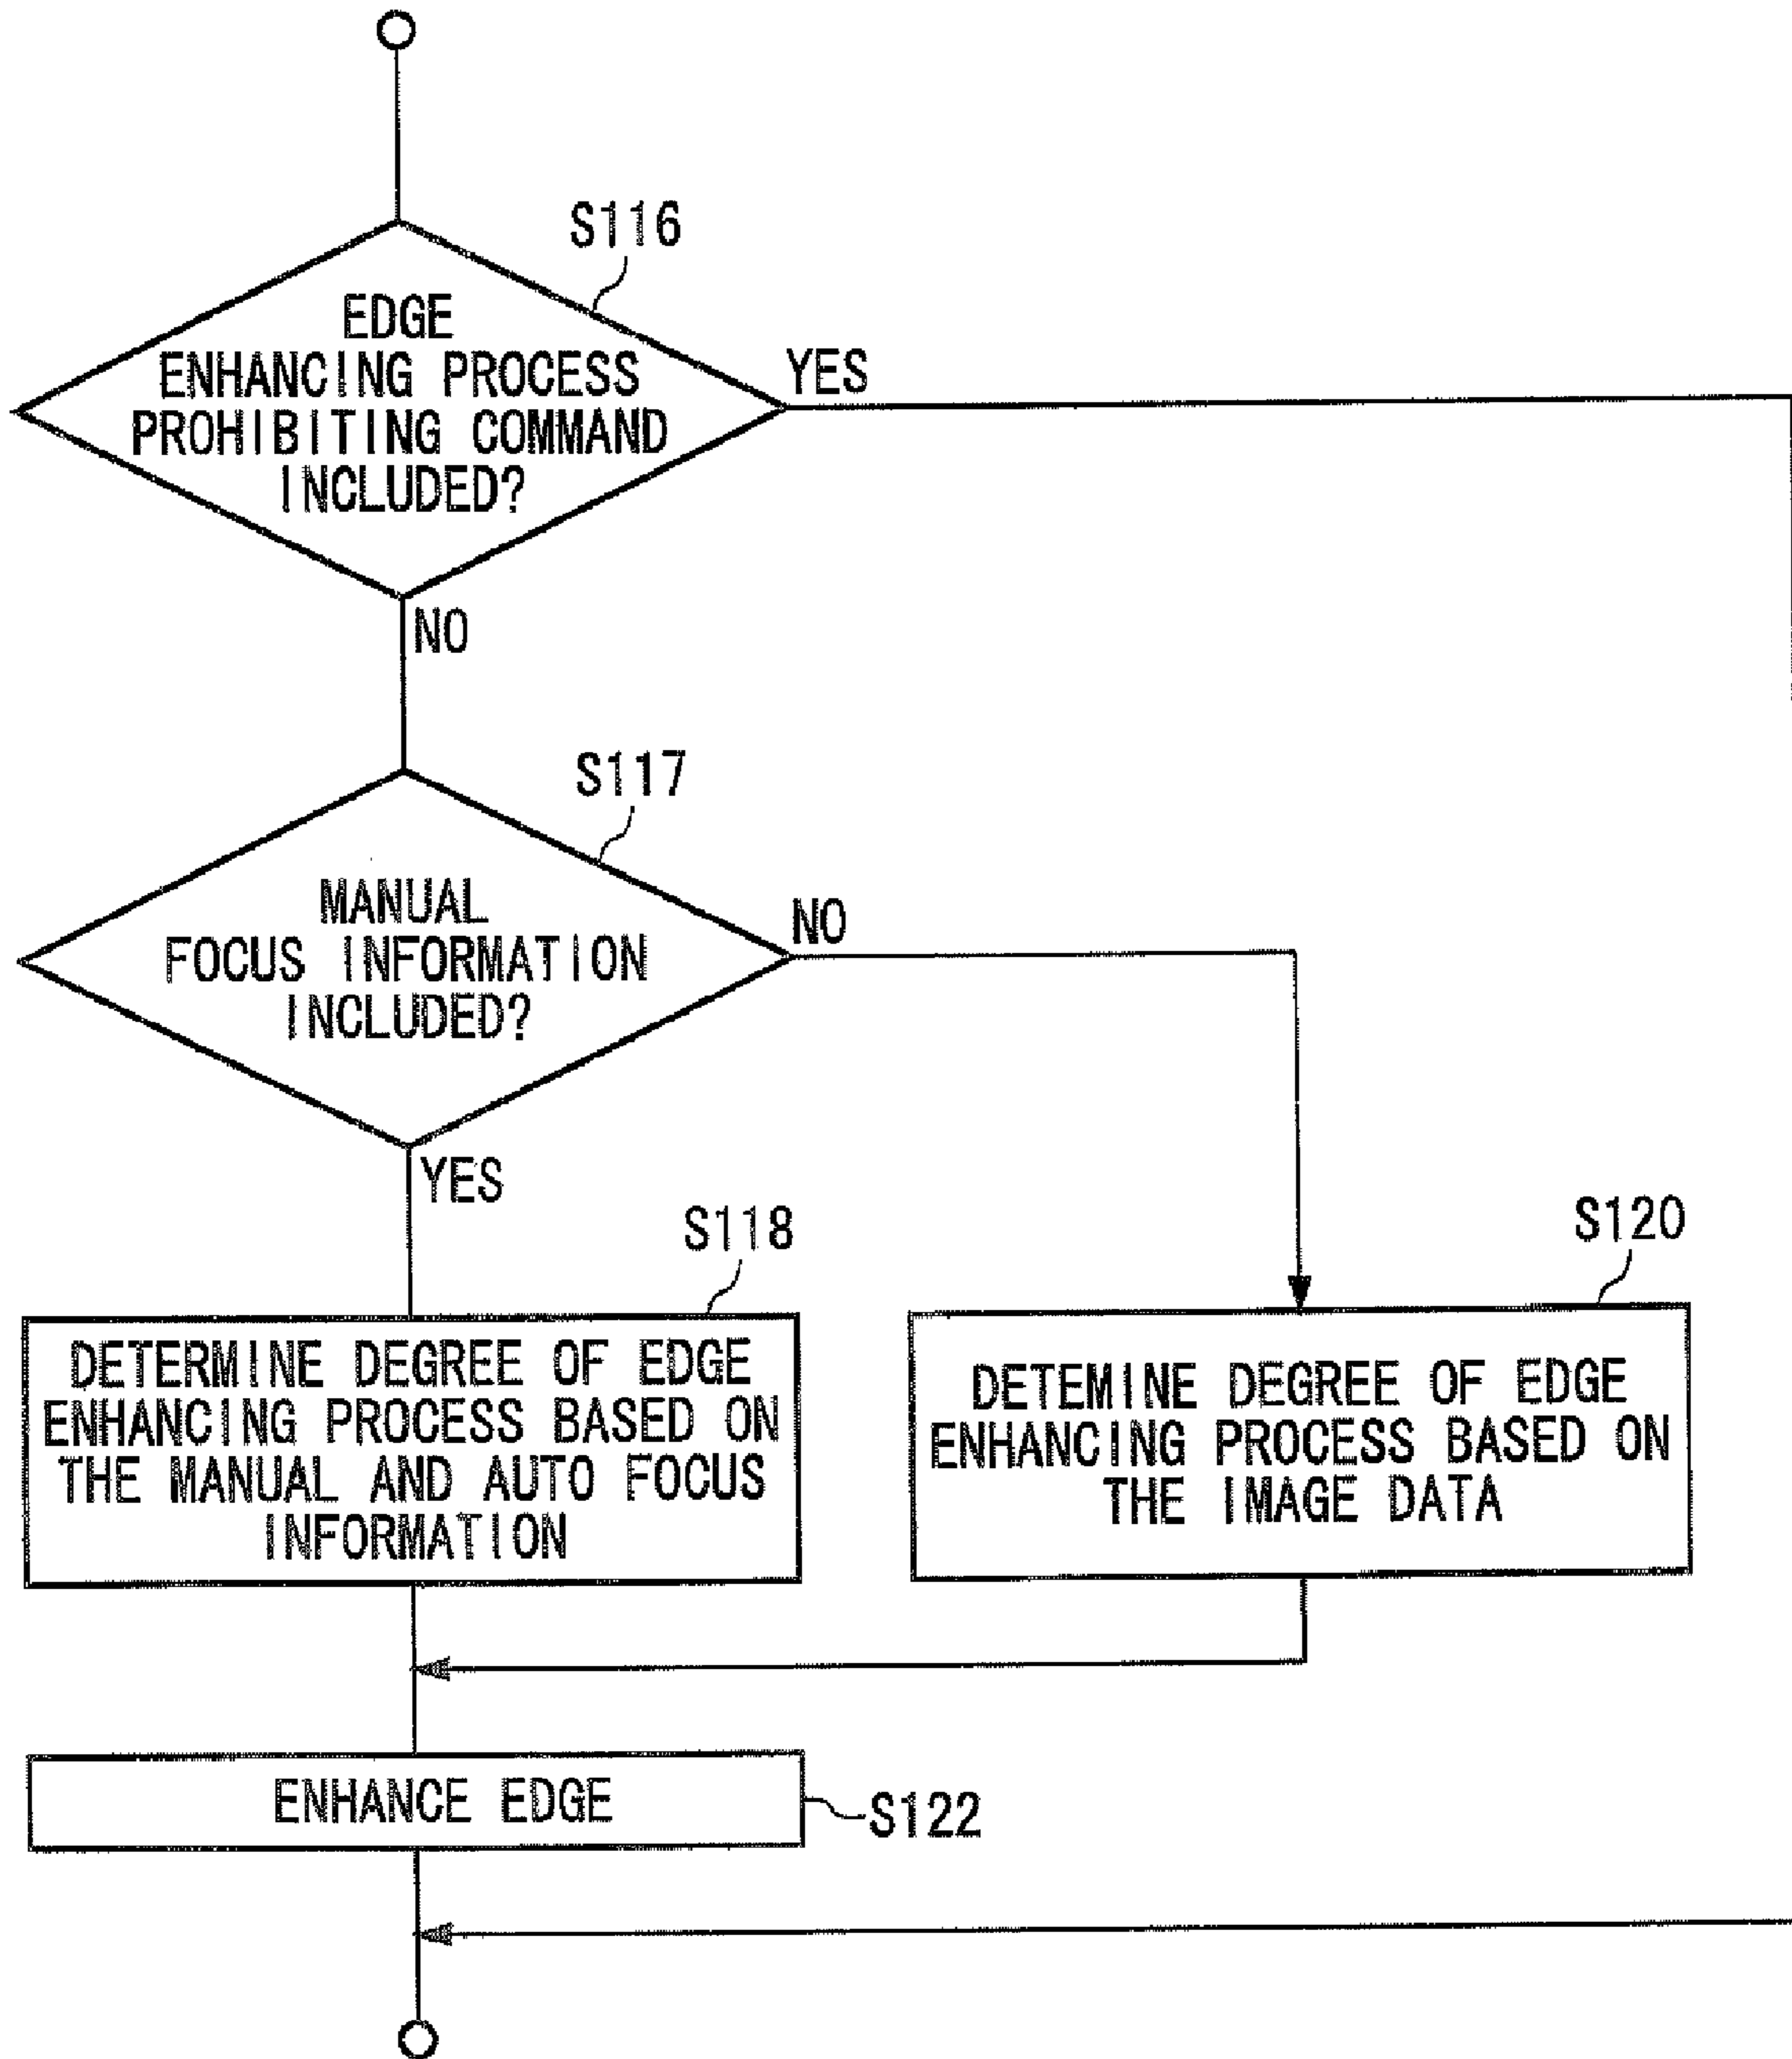 S116
EDGE
ENHANCING PROCESS
PROHIBITING COMMAND
INCLUDED?
YES
NO
S117
MANUAL
FOCUS INFORMATION
INCLUDED?
NO
YES
S118
DETERMINE DEGREE OF EDGE
ENHANCING PROCESS BASED ON
THE MANUAL AND AUTO FOCUS
INFORMATION
S120
DETEMINE DEGREE OF EDGE
ENHANCING PROCESS BASED ON
THE IMAGE DATA
ENHANCE EDGE
S122